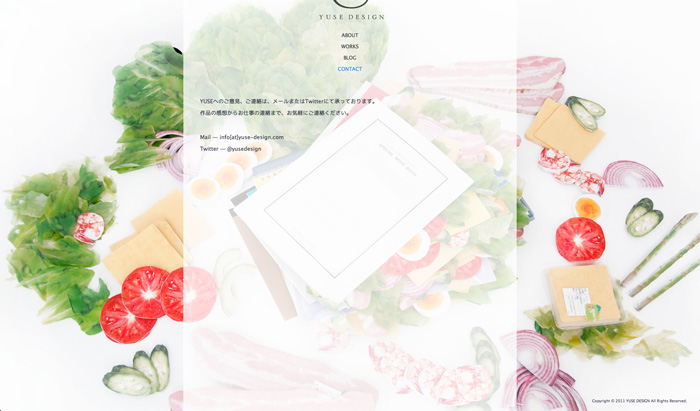 YUSE DESIGN
ABOUT
WORKS
BLOG
CONTACT
YUSEへのご意見、ご連絡は、メールまたはTwitterにて承っております。
作品の感想からお仕事の連絡まで、お気軽にご連絡ください。
Mail — info[at]yuse-design.com
Twitter — @yusedesign
Copyright © 2011 YUSE DESIGN All Rights Reserved.